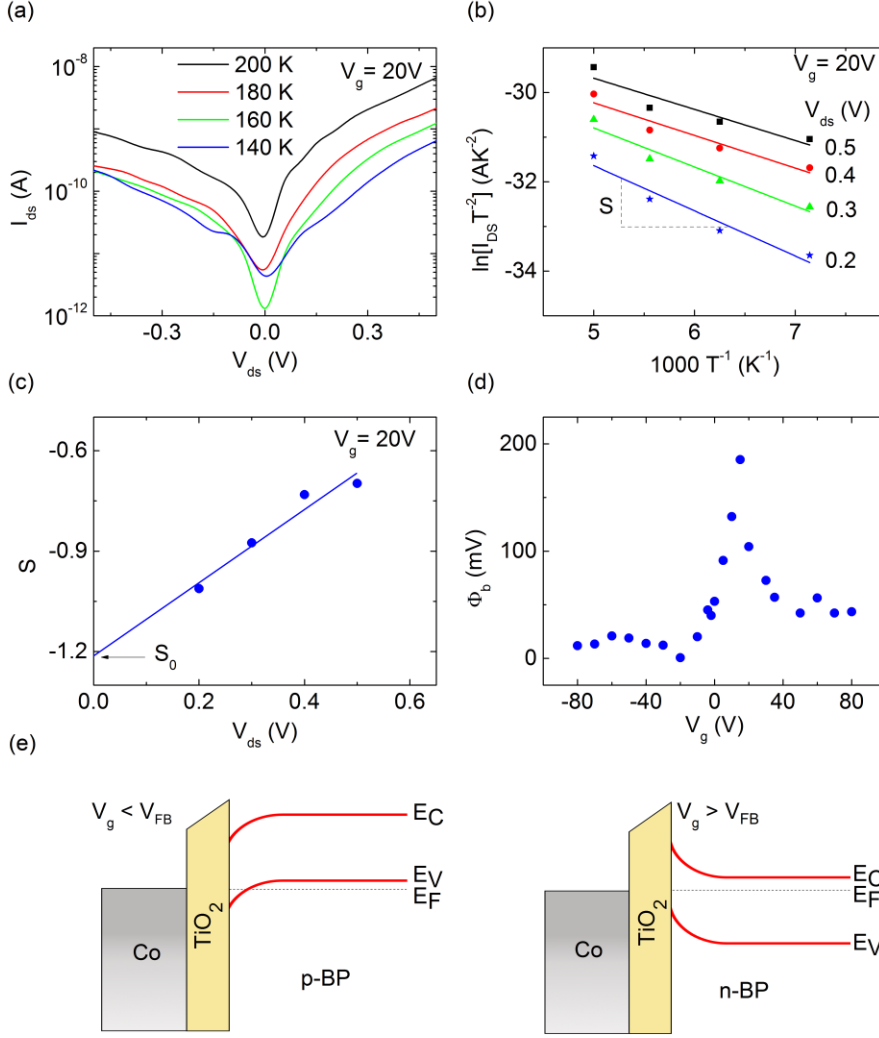 (a)
V_g = 20V
200 K
180 K
160 K
140 K
10^-8
10^-10
10^-12
I_ds (A)
-0.3
0.0
0.3
V_ds (V)
(b)
V_g = 20V
V_ds (V)
0.5
0.4
0.3
0.2
S
-30
-32
-34
ln[I_DS T^-2] (AK^-2)
5
6
7
1000 T^-1 (K^-1)
(c)
V_g = 20V
-0.6
-0.9
-1.2
S
S_0
0.0
0.2
0.4
0.6
V_ds (V)
(d)
200
100
0
Φ_b (mV)
-80
-40
0
40
80
V_g (V)
(e)
V_g < V_FB
E_C
E_V
E_F
Co
TiO_2
p-BP
V_g > V_FB
E_C
E_F
E_V
Co
TiO_2
n-BP